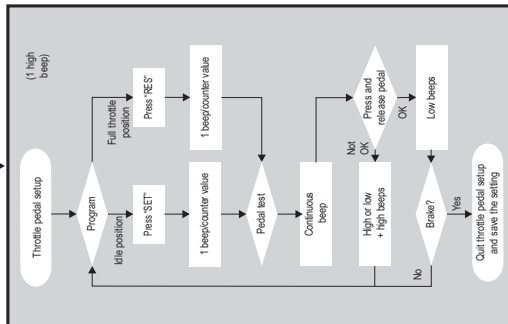 (1 high
beep)
Throttle pedal setup
Program
Full throttle
position
Idle position
Press "RES"
Press "SET"
1 beep/counter value
1 beep/counter value
Pedal test
Continuous
beep
Press and
release pedal
Not
OK
OK
High or low
+ high beeps
Low beeps
Brake?
No
Yes
Quit throttle pedal setup
and save the setting